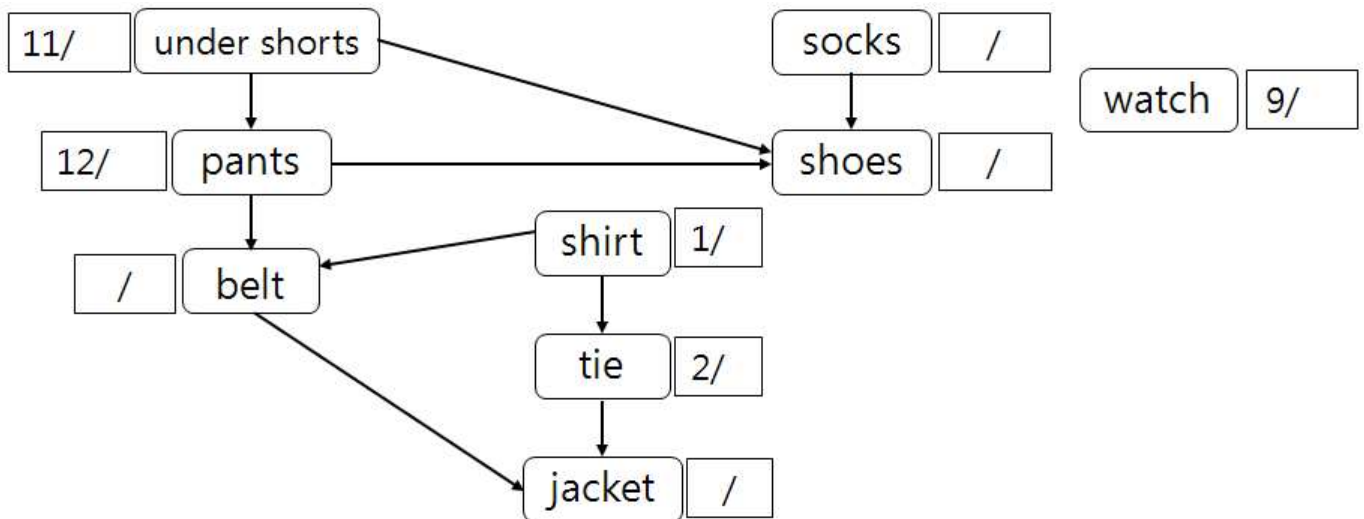 11/ under shorts
socks /
watch 9/
12/ pants
shoes /
shirt 1/
/ belt
tie 2/
jacket /